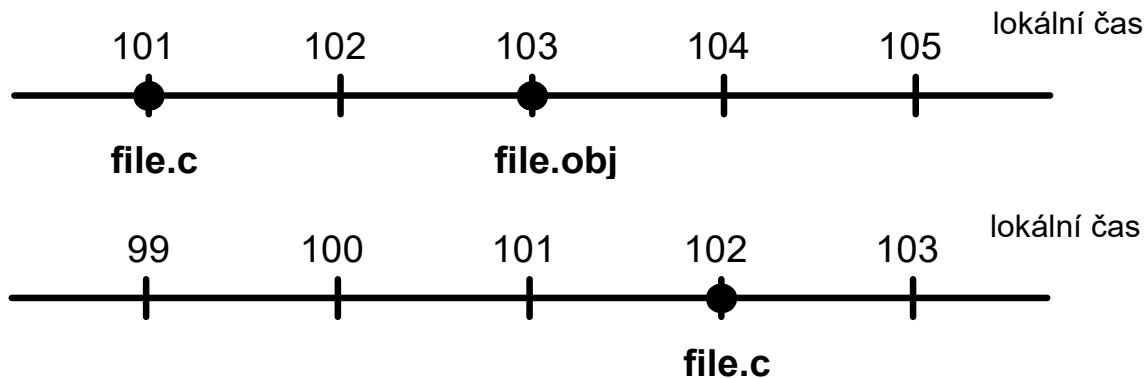 lokální čas
101 102 103 104 105
file.c file.obj
lokální čas
99 100 101 102 103
file.c